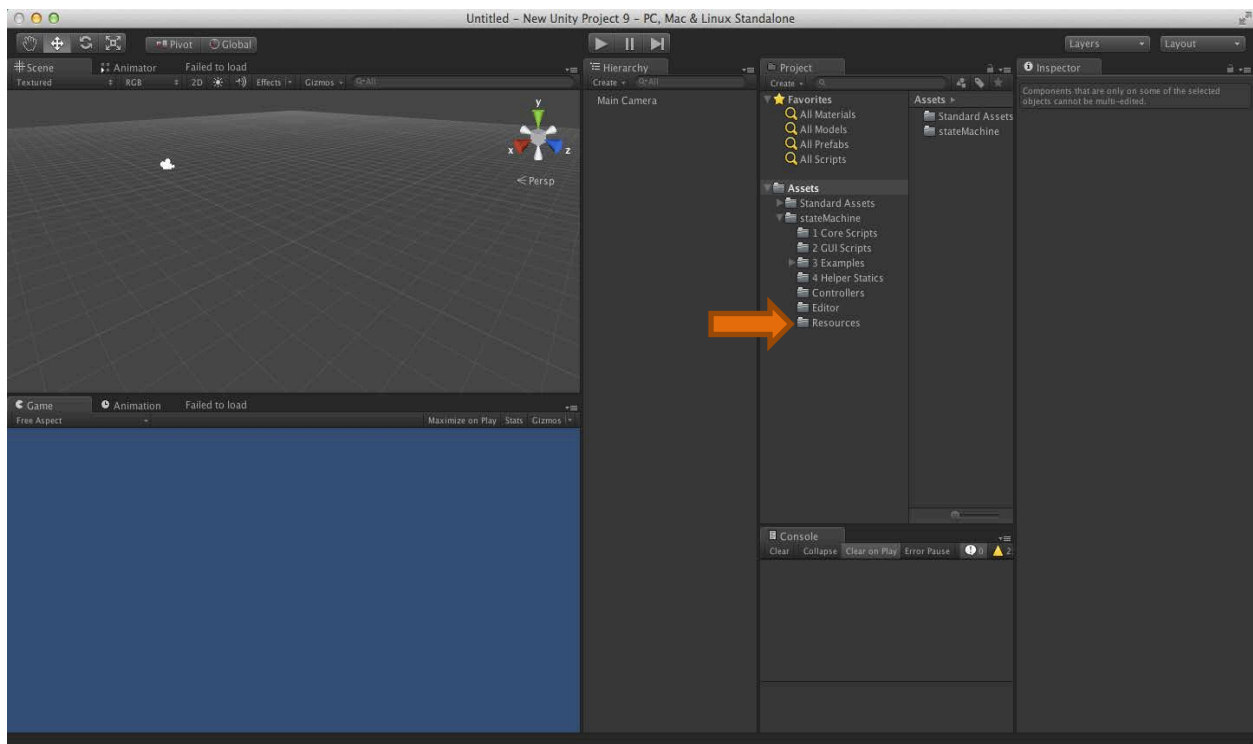 Untitled – New Unity Project 9 – PC, Mac & Linux Standalone
Pivot Global
Layers Layout
Scene Animator Failed to load
Textured RGB 2D Effects Gizmos All
y
x z
Persp
Hierarchy
Create All
Main Camera
Project
Create
Favorites
All Materials
All Models
All Prefabs
All Scripts
Assets
Standard Assets
stateMachine
1 Core Scripts
2 GUI Scripts
3 Examples
4 Helper Statics
Controllers
Editor
Resources
Assets
Standard Assets
stateMachine
Inspector
Components that are only on some of the selected
objects cannot be multi-edited.
Game Animation Failed to load
Free Aspect Maximize on Play Stats Gizmos
Console
Clear Collapse Clear on Play Error Pause 0 2